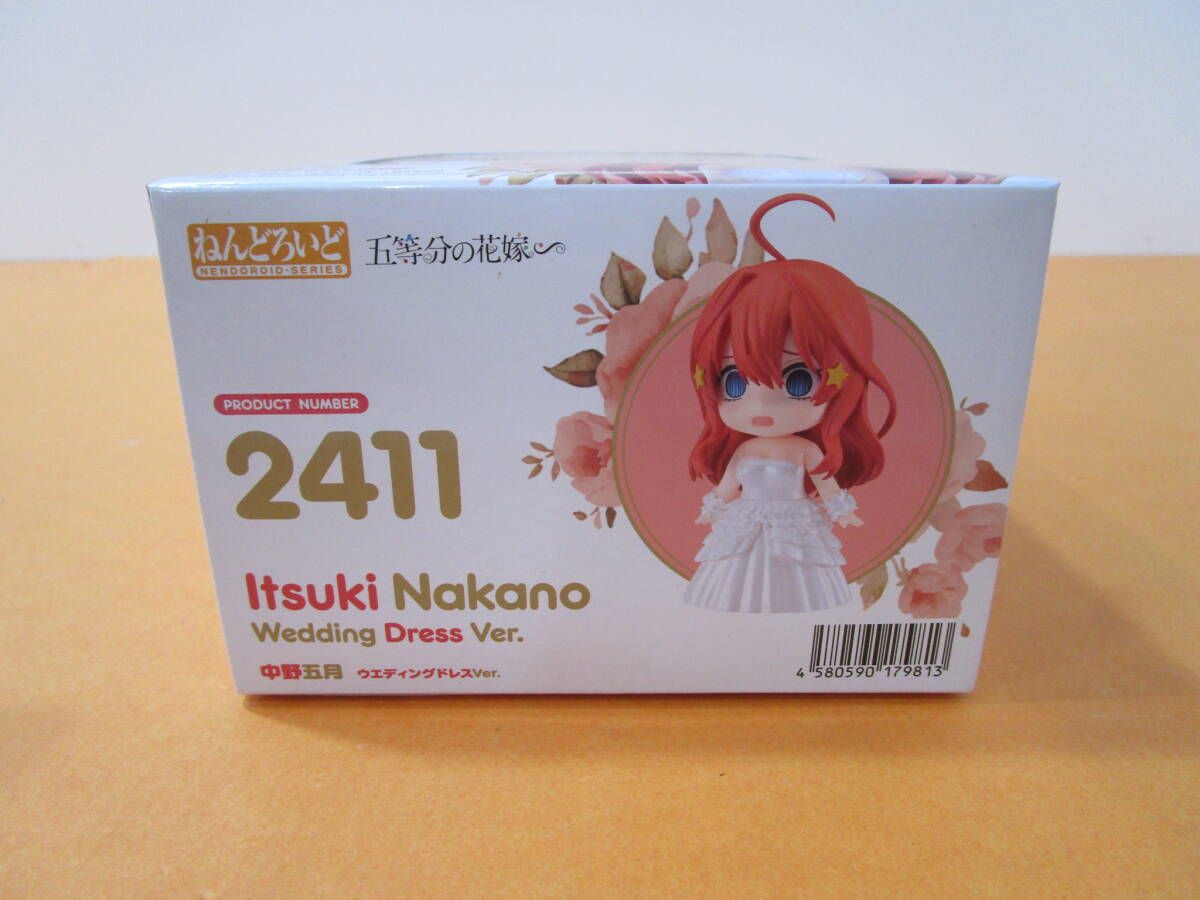 ねんどろいど
NENDOROID・SERIES
五等分の花嫁~
PRODUCT NUMBER
2411
Itsuki Nakano
Wedding Dress Ver.
中野五月 ウエディングドレスVer.
4 580590 179813